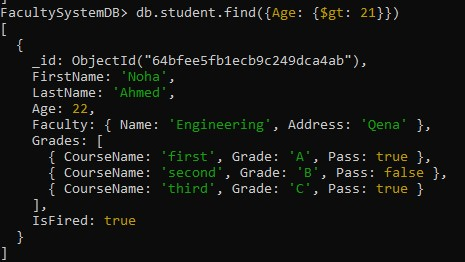 FacultySystemDB> db.student.find({Age: {$gt: 21}})
[
  {
    _id: ObjectId("64bfee5fb1ecb9c249dca4ab"),
    FirstName: 'Noha',
    LastName: 'Ahmed',
    Age: 22,
    Faculty: { Name: 'Engineering', Address: 'Qena' },
    Grades: [
      { CourseName: 'first', Grade: 'A', Pass: true },
      { CourseName: 'second', Grade: 'B', Pass: false },
      { CourseName: 'third', Grade: 'C', Pass: true }
    ],
    IsFired: true
  }
]